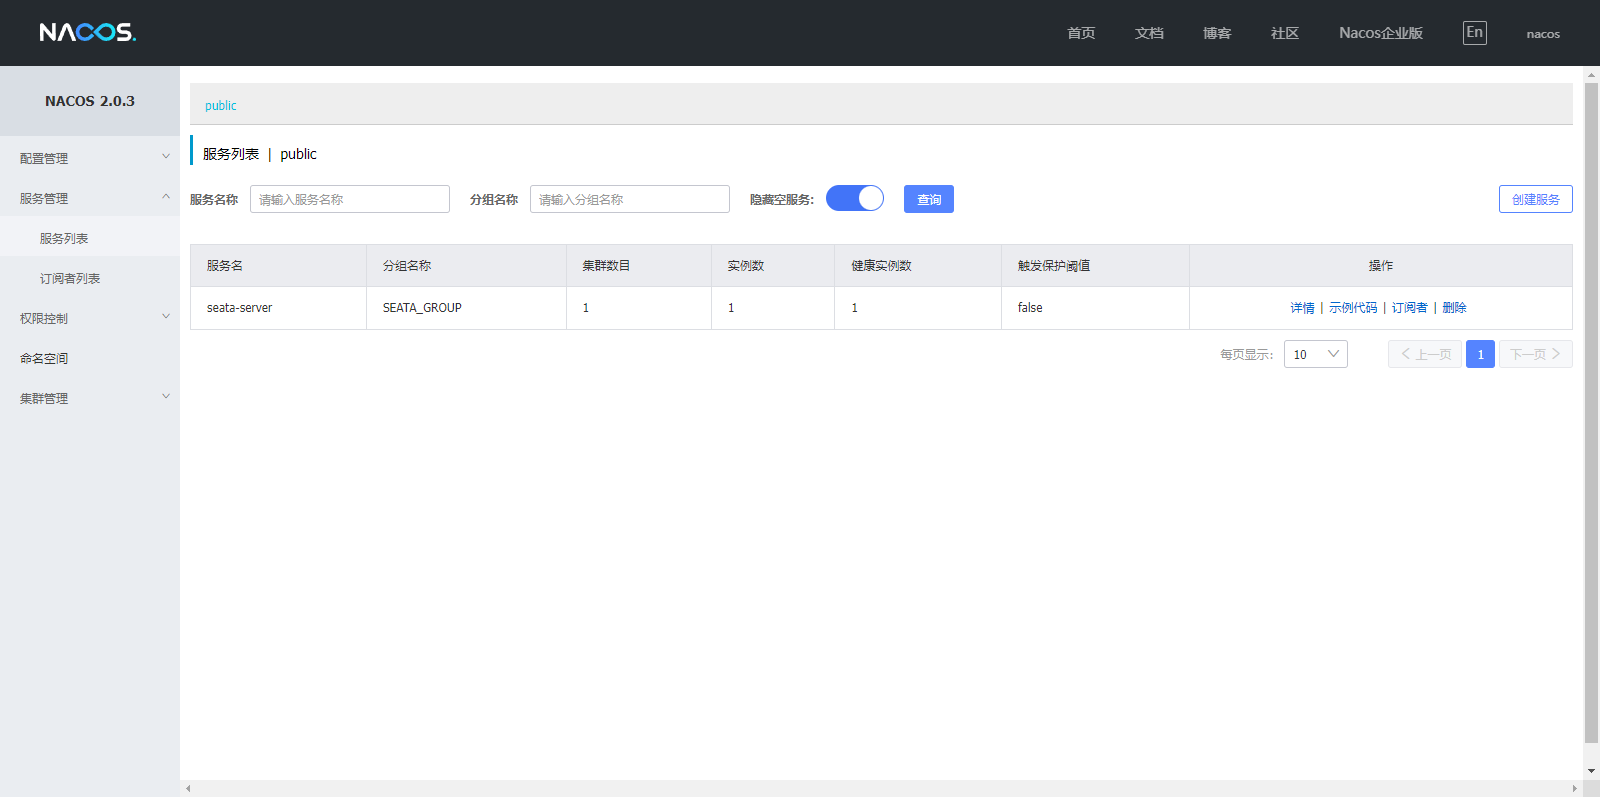 NACOS.
首页 文档 博客 社区 Nacos企业版 En nacos
NACOS 2.0.3
配置管理
服务管理
服务列表
订阅者列表
权限控制
命名空间
集群管理
public
服务列表 | public
服务名称 请输入服务名称 分组名称 请输入分组名称 隐藏空服务: 查询 创建服务
服务名 分组名称 集群数目 实例数 健康实例数 触发保护阈值 操作
seata-server SEATA_GROUP 1 1 1 false 详情 | 示例代码 | 订阅者 | 删除
每页显示: 10 上一页 1 下一页